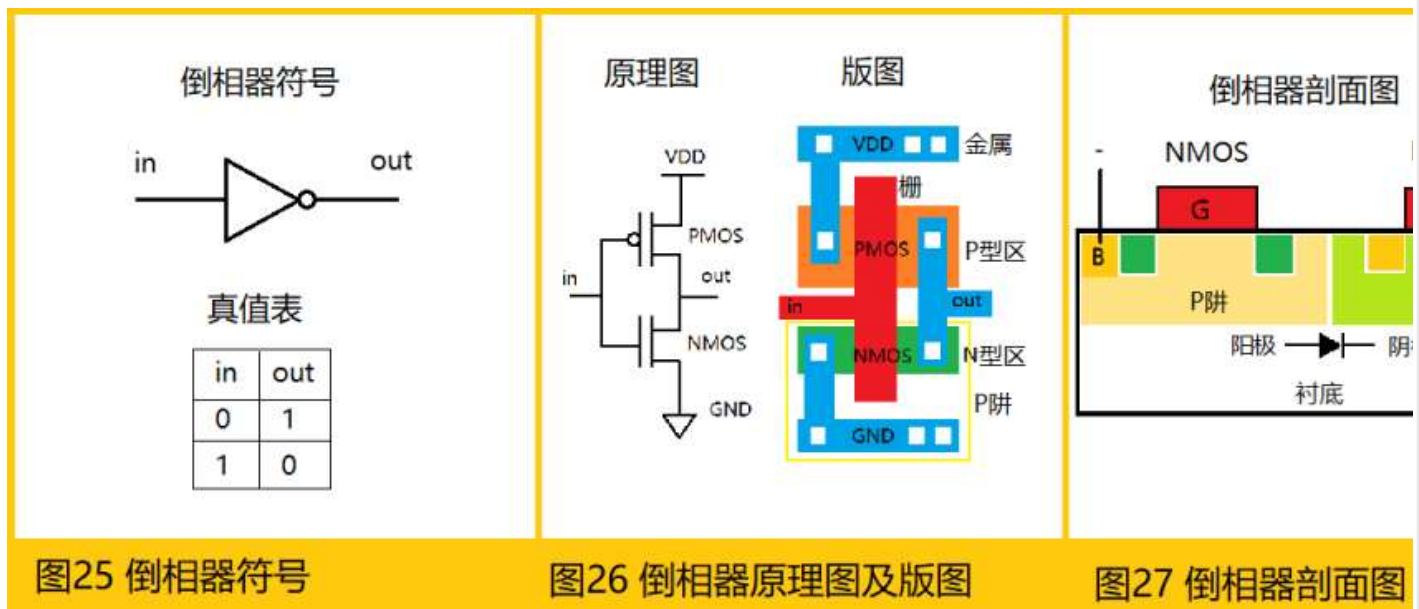 倒相器符号
in
out
真值表
in out
0 1
1 0
图25 倒相器符号
原理图
VDD
PMOS
in
out
NMOS
GND
版图
VDD
金属
栅
PMOS
P型区
in
out
NMOS
N型区
P阱
GND
图26 倒相器原理图及版图
倒相器剖面图
-
NMOS
G
B
P阱
阳极
阴
衬底
图27 倒相器剖面图